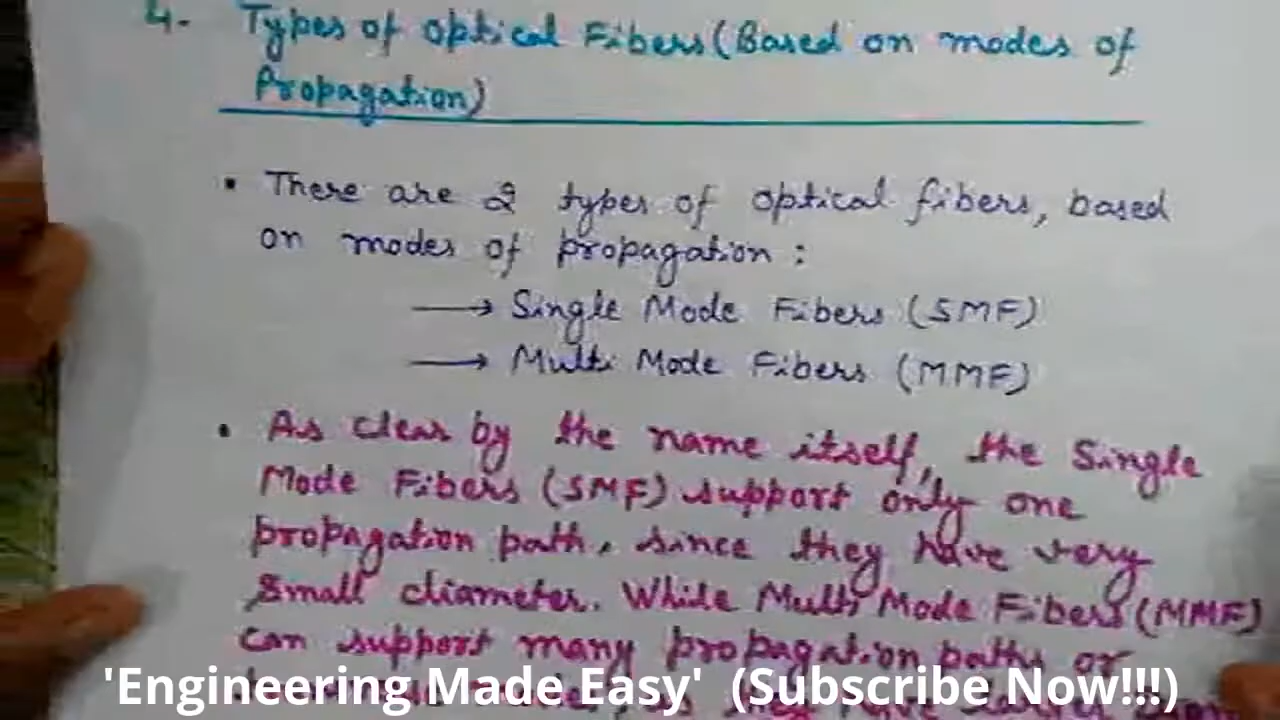 4. Types of Optical Fibers (Based on modes of
Propagation)
• There are 2 types of optical fibers, based
on modes of propagation :
→ Single Mode Fibers (SMF)
→ Multi Mode Fibers (MMF)
• As clear by the name itself, the Single
Mode Fibers (SMF) support only one
propagation path, since they have very
small diameter. While Multi Mode Fibers (MMF)
can support many propagation paths or
'Engineering Made Easy' (Subscribe Now!!!)